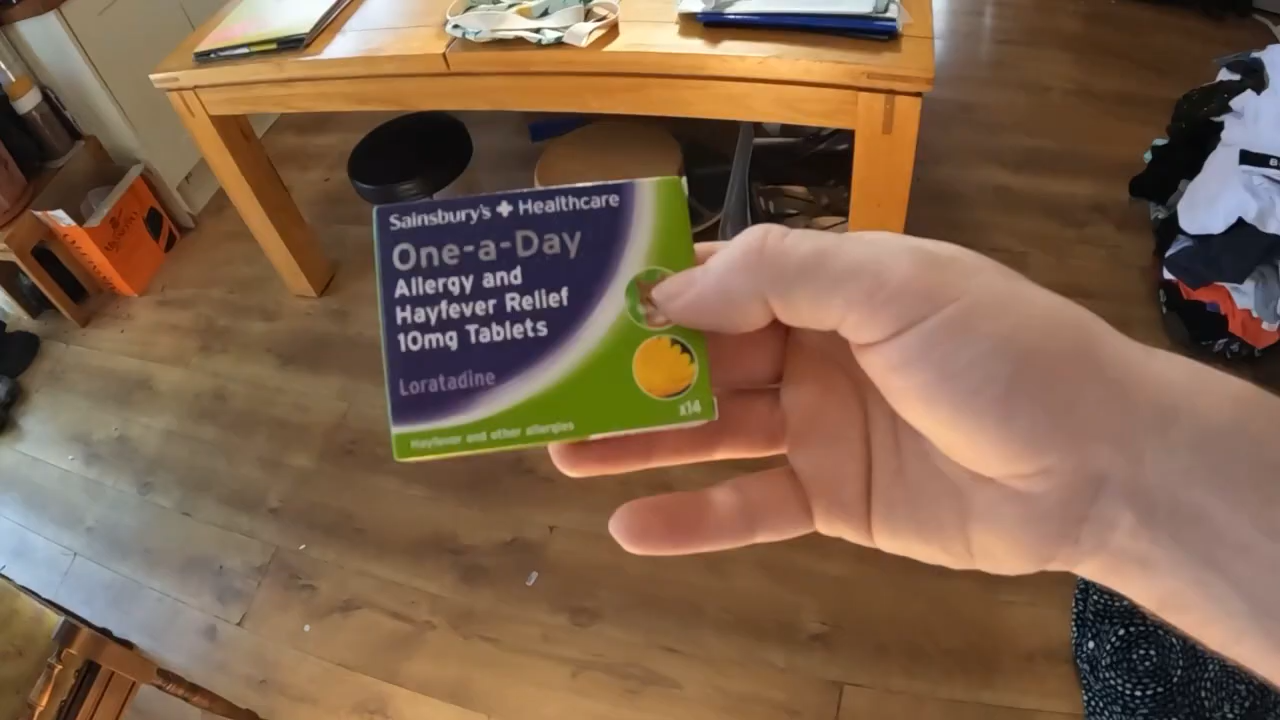 Sainsbury's Healthcare
One-a-Day
Allergy and
Hayfever Relief
10mg Tablets
Loratadine
x14
Hayfever and other allergies